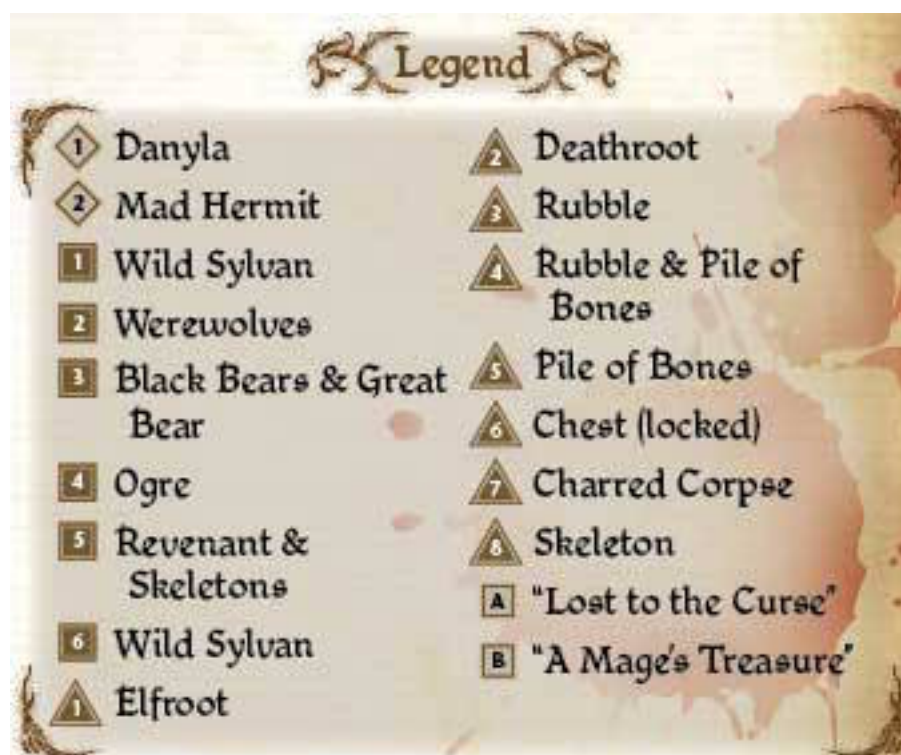 Legend
1 Danyla
2 Mad Hermit
1 Wild Sylvan
2 Werewolves
3 Black Bears & Great
Bear
4 Ogre
5 Revenant &
Skeletons
6 Wild Sylvan
1 Elfroot
2 Deathroot
3 Rubble
4 Rubble & Pile of
Bones
5 Pile of Bones
6 Chest (locked)
7 Charred Corpse
8 Skeleton
A "Lost to the Curse"
B "A Mage's Treasure"